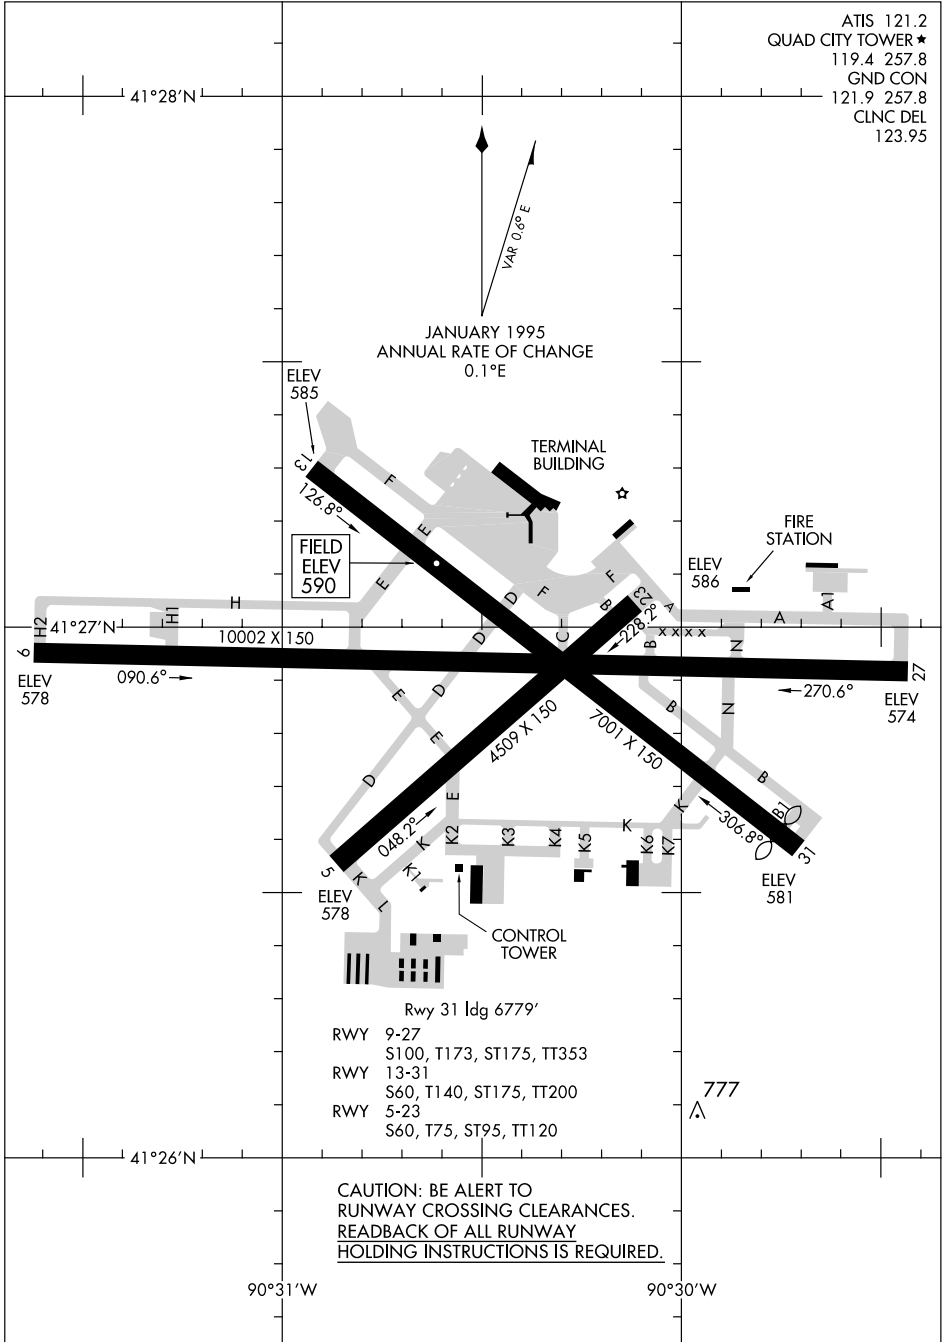 ATIS 121.2
QUAD CITY TOWER ★
119.4 257.8
GND CON
121.9 257.8
CLNC DEL
123.95
41°28'N
VAR 0.6° E
JANUARY 1995
ANNUAL RATE OF CHANGE
0.1°E
ELEV
585
13
126.8°
F
TERMINAL
BUILDING
E
FIELD
ELEV
590
FIRE
STATION
ELEV
586
E
D
F
F
B
23
228.2°
A
A
A1
H2
H1
H
41°27'N
10002 X 150
D
C
B
x x x x
N
9
ELEV
578
090.6°
270.6°
27
ELEV
574
E
D
E
4509 X 150
7001 X 150
B
N
D
E
B
B1
K
306.8°
31
ELEV
581
048.2°
K
K2
K3
K4
K5
K
K6
K7
5
ELEV
578
K
K1
L
CONTROL
TOWER
Rwy 31 ldg 6779'
RWY 9-27
S100, T173, ST175, TT353
RWY 13-31
S60, T140, ST175, TT200
RWY 5-23
S60, T75, ST95, TT120
777
41°26'N
CAUTION: BE ALERT TO
RUNWAY CROSSING CLEARANCES.
READBACK OF ALL RUNWAY
HOLDING INSTRUCTIONS IS REQUIRED.
90°31'W
90°30'W